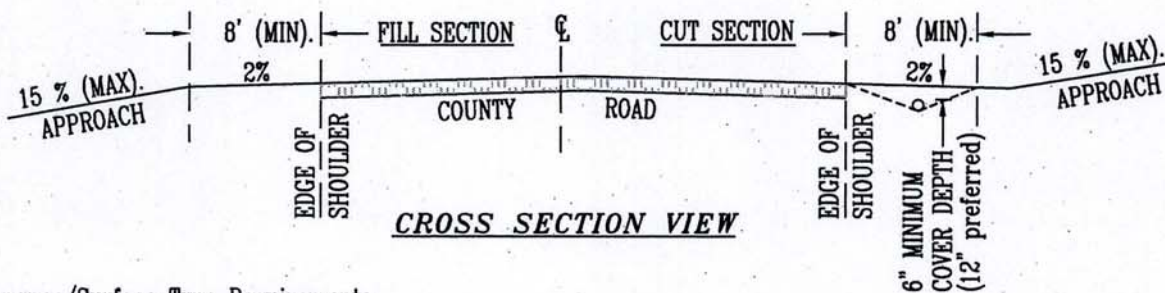 8' (MIN).
FILL SECTION
℄
CUT SECTION
8' (MIN).
15 % (MAX).
APPROACH
2%
2%
15 % (MAX).
APPROACH
COUNTY ROAD
EDGE OF
SHOULDER
EDGE OF
SHOULDER
6" MINIMUM
COVER DEPTH
(12" preferred)
CROSS SECTION VIEW